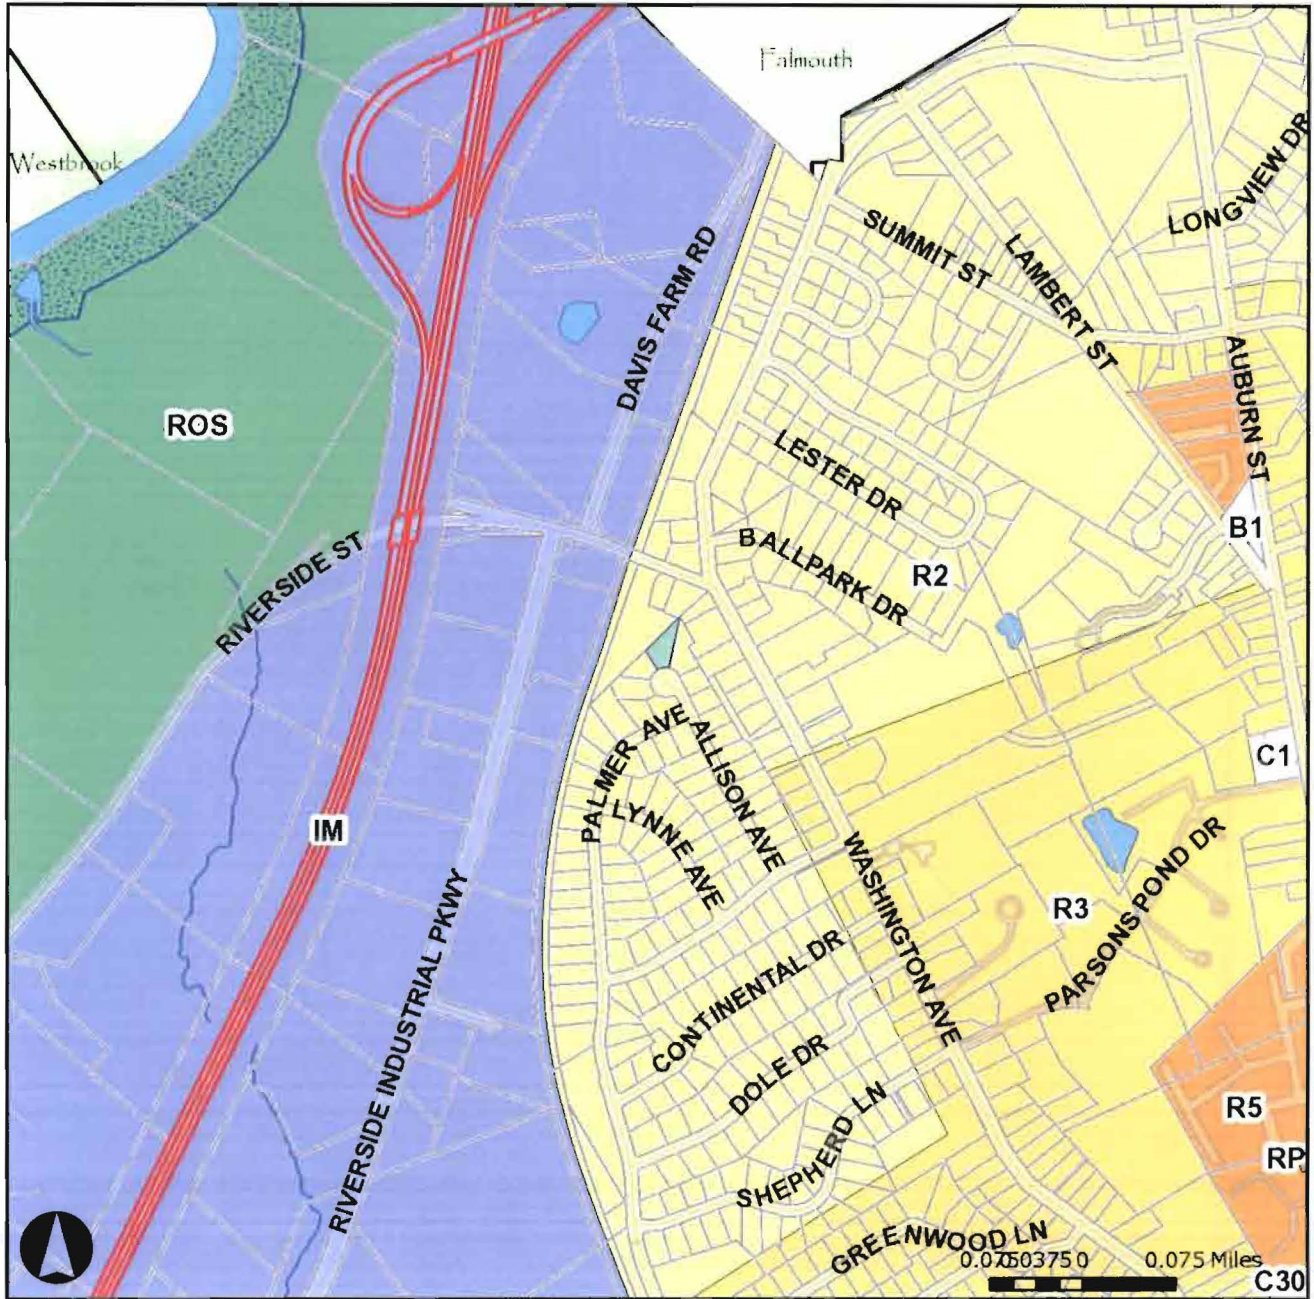 Falmouth
Westbrook
LONGVIEW DR
SUMMIT ST
LAMBERT ST
DAVIS FARM RD
AUBURN ST
ROS
LESTER DR
B1
BALLPARK DR
R2
RIVERSIDE ST
PALMER AVE
ALLISON AVE
C1
LYNNE AVE
IM
WASHINGTON AVE
R3
PARSONS POND DR
RIVERSIDE INDUSTRIAL PKWY
CONTINENTAL DR
DOLE DR
R5
SHEPHERD LN
RP
GREENWOOD LN
0.0750.0375 0 0.075 Miles
C30